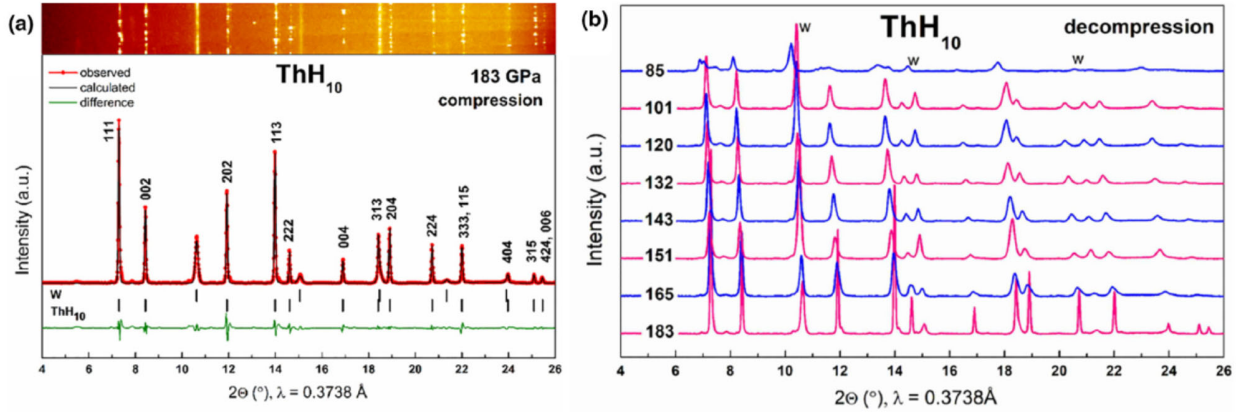 (a)
ThH10
183 GPa
compression
observed
calculated
difference
Intensity (a.u.)
111
002
202
113
222
004
313
204
224
333, 115
404
315
424, 006
W
ThH10
4 6 8 10 12 14 16 18 20 22 24 26
2Θ (°), λ = 0.3738 Å
(b)
ThH10
decompression
W
W
W
Intensity (a.u.)
85
101
120
132
143
151
165
183
4 6 8 10 12 14 16 18 20 22 24 26
2Θ (°), λ = 0.3738Å